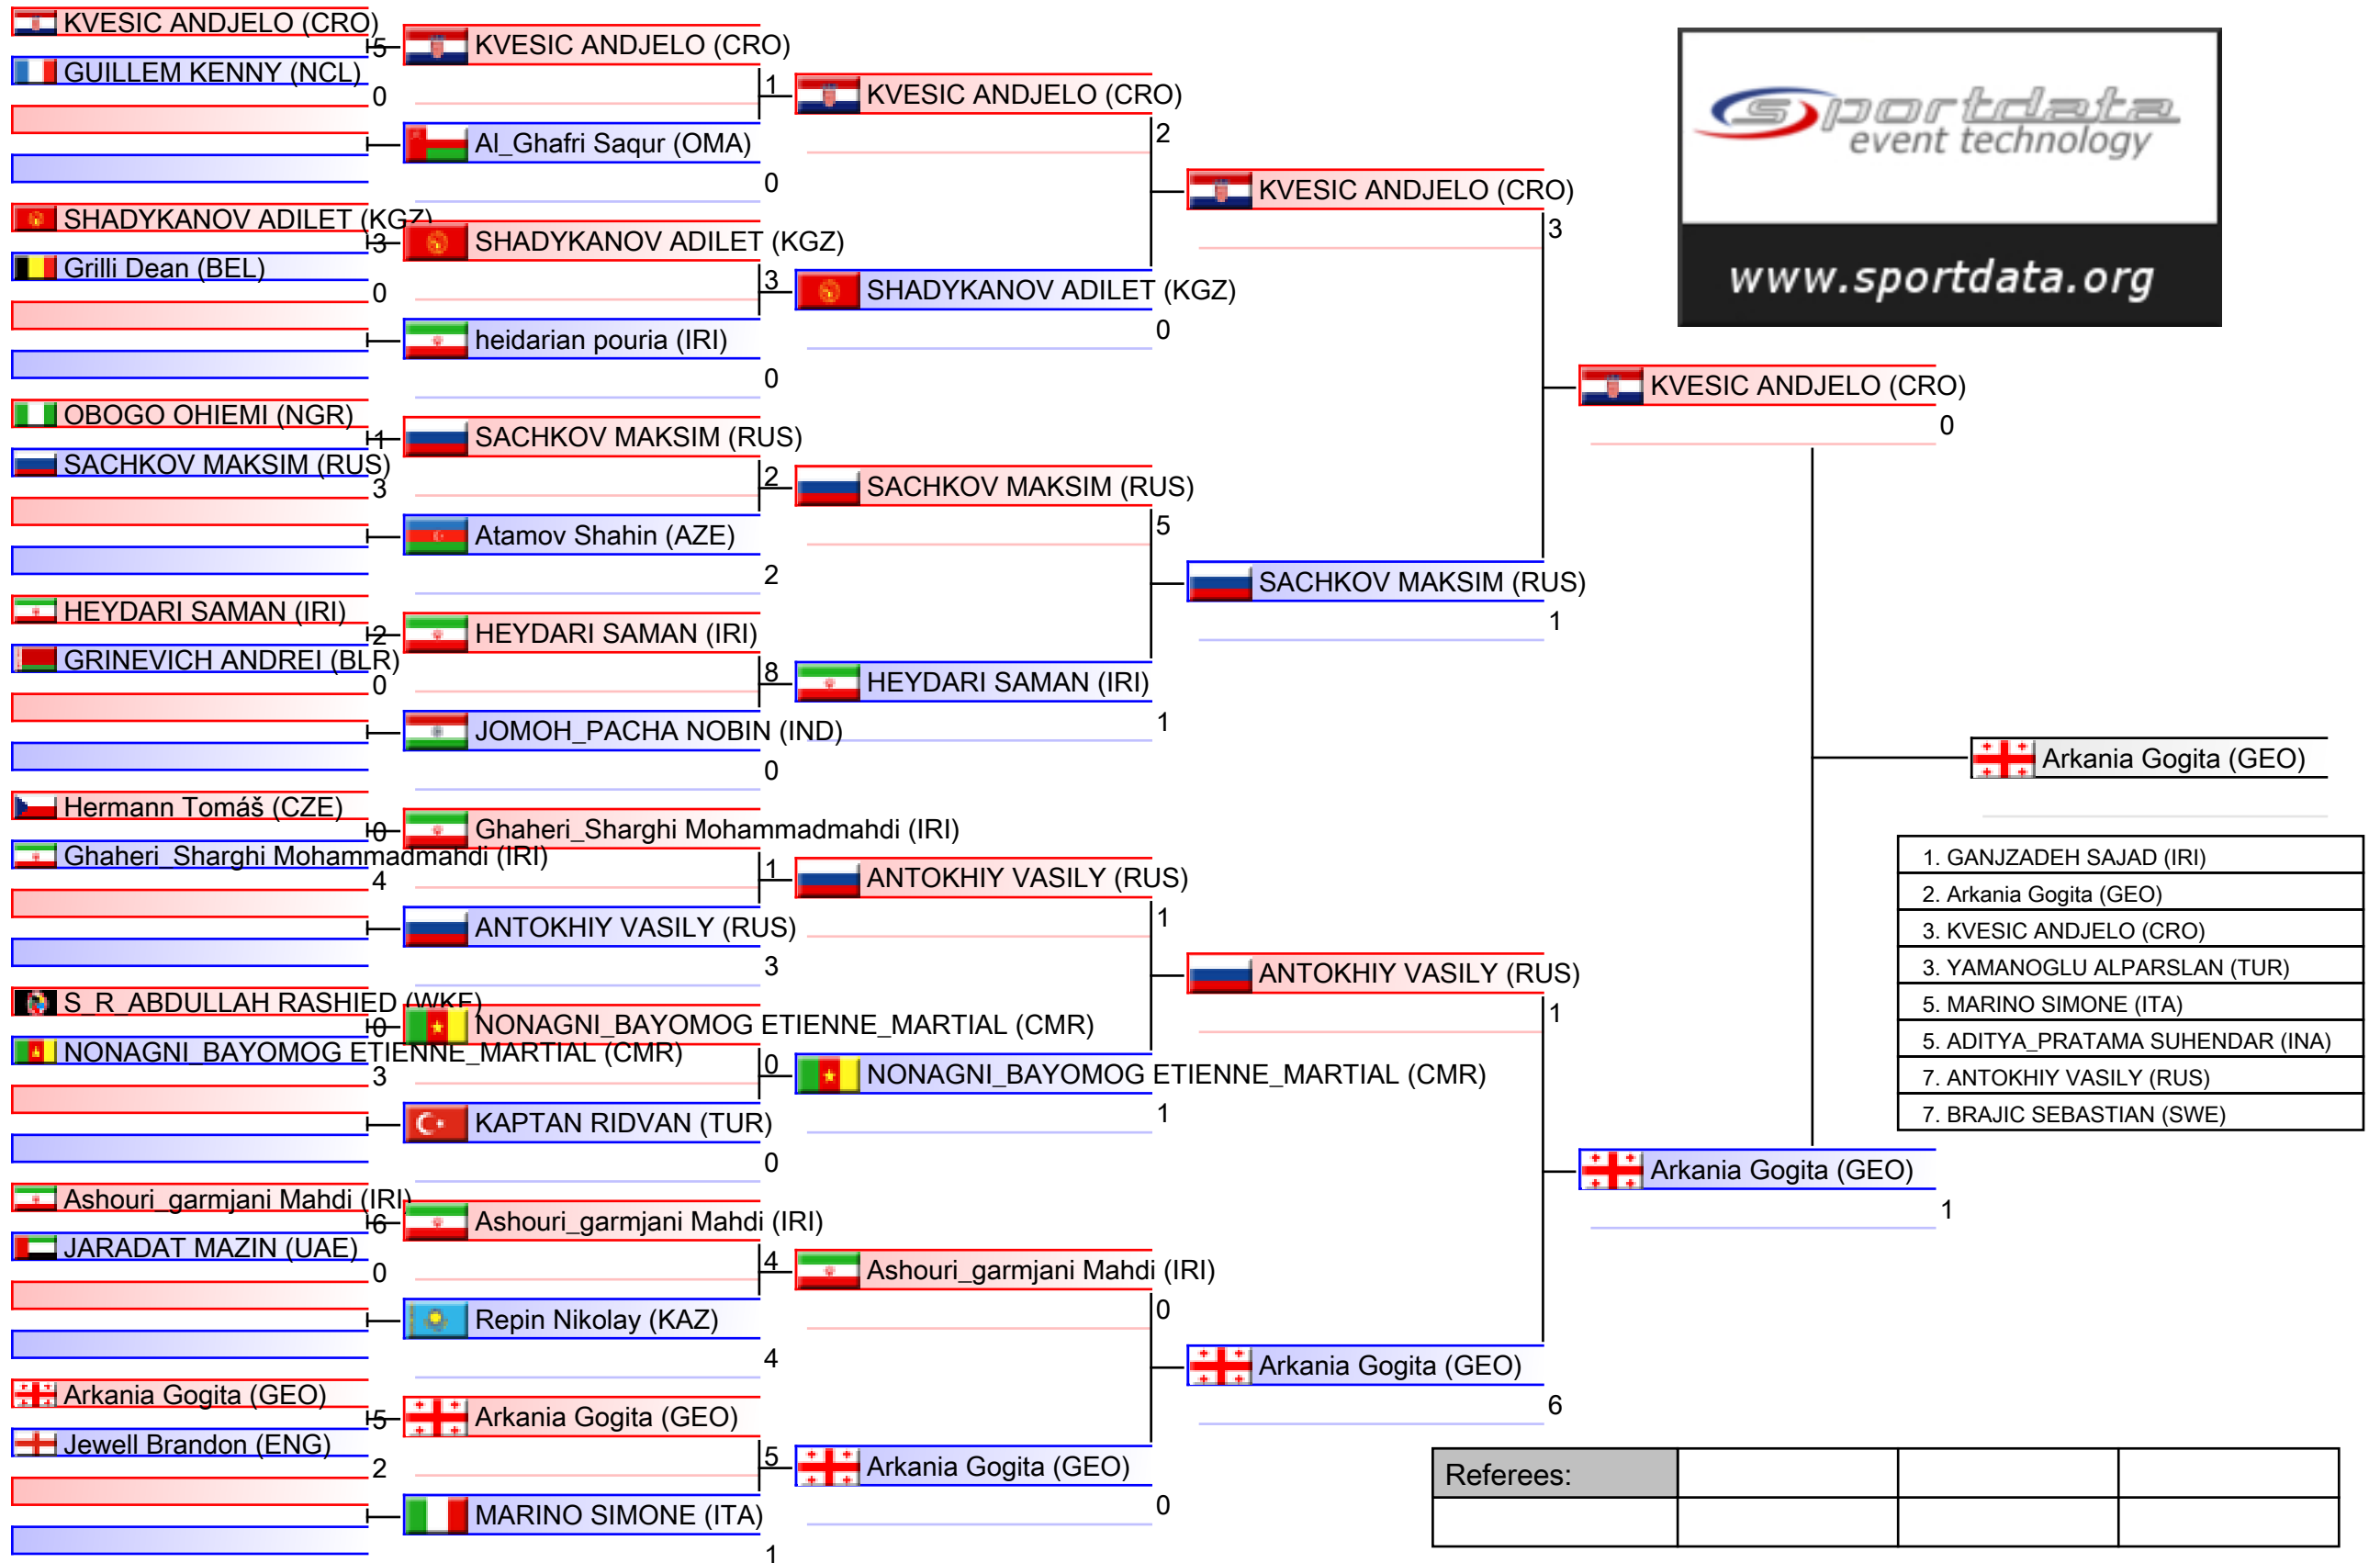 KVESIC ANDJELO (CRO)
5
GUILLEM KENNY (NCL)
0
SHADYKANOV ADILET (KGZ)
3
Grilli Dean (BEL)
0
OBOGO OHIEMI (NGR)
1
SACHKOV MAKSIM (RUS)
3
HEYDARI SAMAN (IRI)
2
GRINEVICH ANDREI (BLR)
0
Hermann Tomáš (CZE)
0
Ghaheri_Sharghi Mohammadmahdi (IRI)
4
S_R_ABDULLAH RASHIED (WKF)
0
NONAGNI_BAYOMOG ETIENNE_MARTIAL (CMR)
3
Ashouri_garmjani Mahdi (IRI)
6
JARADAT MAZIN (UAE)
0
Arkania Gogita (GEO)
5
Jewell Brandon (ENG)
2
KVESIC ANDJELO (CRO)
1
Al_Ghafri Saqur (OMA)
0
SHADYKANOV ADILET (KGZ)
3
heidarian pouria (IRI)
0
SACHKOV MAKSIM (RUS)
2
Atamov Shahin (AZE)
2
HEYDARI SAMAN (IRI)
8
JOMOH_PACHA NOBIN (IND)
0
Ghaheri_Sharghi Mohammadmahdi (IRI)
1
ANTOKHIY VASILY (RUS)
3
NONAGNI_BAYOMOG ETIENNE_MARTIAL (CMR)
0
KAPTAN RIDVAN (TUR)
0
Ashouri_garmjani Mahdi (IRI)
4
Repin Nikolay (KAZ)
4
Arkania Gogita (GEO)
5
MARINO SIMONE (ITA)
1
KVESIC ANDJELO (CRO)
2
SHADYKANOV ADILET (KGZ)
0
SACHKOV MAKSIM (RUS)
5
HEYDARI SAMAN (IRI)
1
ANTOKHIY VASILY (RUS)
1
NONAGNI_BAYOMOG ETIENNE_MARTIAL (CMR)
1
Ashouri_garmjani Mahdi (IRI)
0
Arkania Gogita (GEO)
0
KVESIC ANDJELO (CRO)
3
SACHKOV MAKSIM (RUS)
1
ANTOKHIY VASILY (RUS)
1
Arkania Gogita (GEO)
6
KVESIC ANDJELO (CRO)
0
Arkania Gogita (GEO)
1
Arkania Gogita (GEO)
sportdata
event technology
www.sportdata.org
1. GANJZADEH SAJAD (IRI)
2. Arkania Gogita (GEO)
3. KVESIC ANDJELO (CRO)
3. YAMANOGLU ALPARSLAN (TUR)
5. MARINO SIMONE (ITA)
5. ADITYA_PRATAMA SUHENDAR (INA)
7. ANTOKHIY VASILY (RUS)
7. BRAJIC SEBASTIAN (SWE)
Referees: